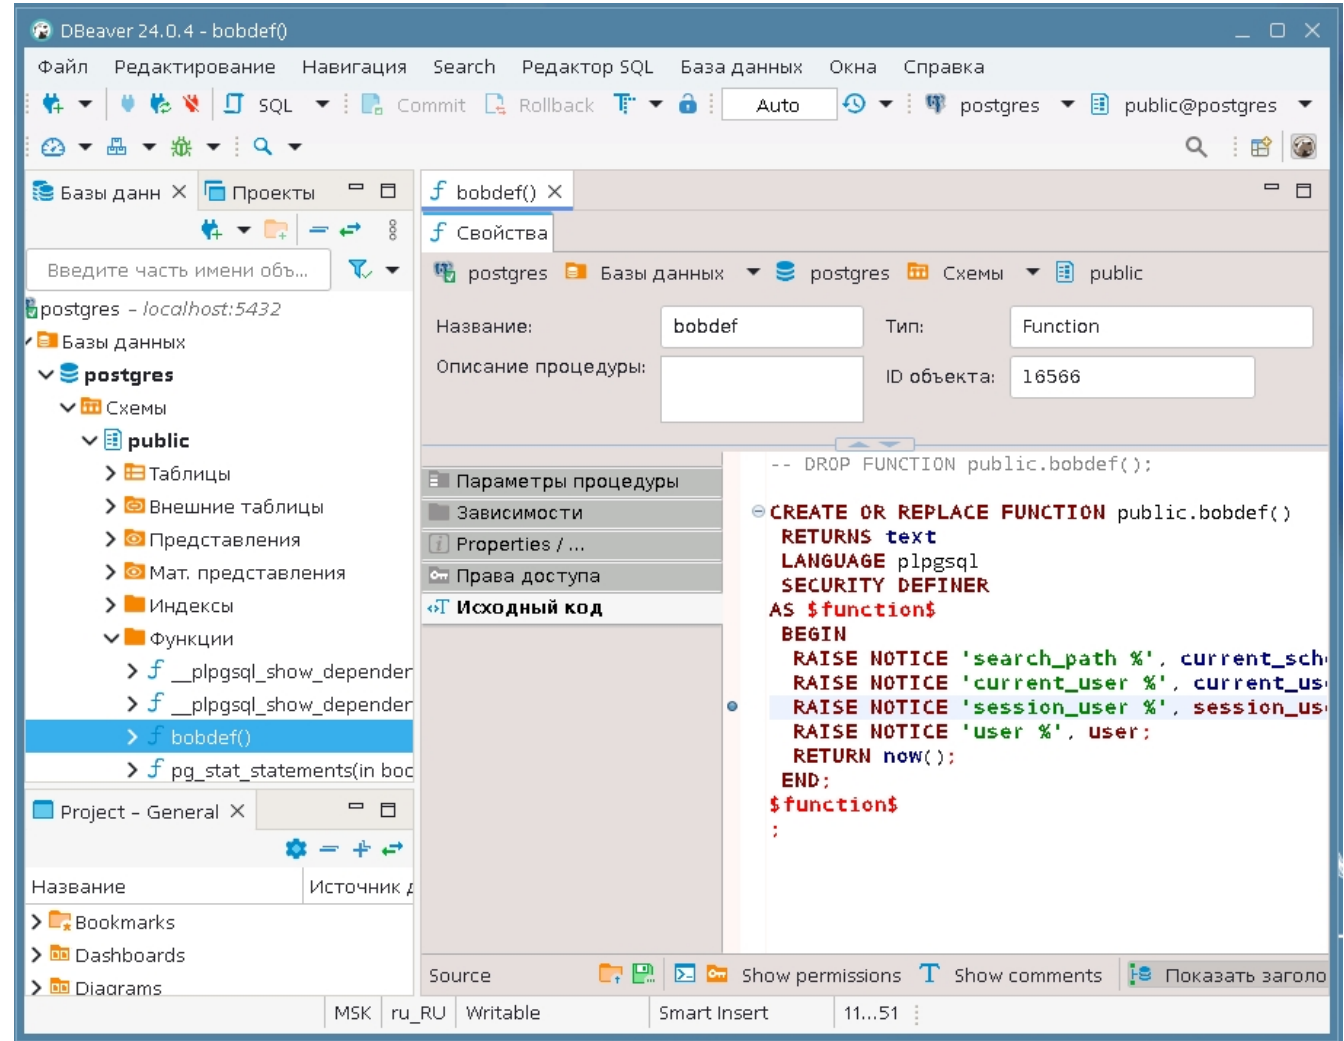 DBeaver 24.0.4 - bobdef()
Файл Редактирование Навигация Search Редактор SQL База данных Окна Справка
SQL Commit Rollback Auto postgres public@postgres
Базы данн Проекты
Введите часть имени объ...
postgres - localhost:5432
Базы данных
postgres
Схемы
public
Таблицы
Внешние таблицы
Представления
Мат. представления
Индексы
Функции
__plpgsql_show_depender
__plpgsql_show_depender
bobdef()
pg_stat_statements(in boo
Project - General
Название Источник д
Bookmarks
Dashboards
Diagrams
bobdef()
Свойства
postgres Базы данных postgres Схемы public
Название: bobdef Тип: Function
Описание процедуры: ID объекта: 16566
Параметры процедуры
Зависимости
Properties / ...
Права доступа
Исходный код
-- DROP FUNCTION public.bobdef();
CREATE OR REPLACE FUNCTION public.bobdef()
RETURNS text
LANGUAGE plpgsql
SECURITY DEFINER
AS $function$
BEGIN
RAISE NOTICE 'search_path %', current_sch
RAISE NOTICE 'current_user %', current_us
RAISE NOTICE 'session_user %', session_us
RAISE NOTICE 'user %', user;
RETURN now();
END;
$function$
;
Source Show permissions Show comments Показать заголо
MSK ru_RU Writable Smart Insert 11...51